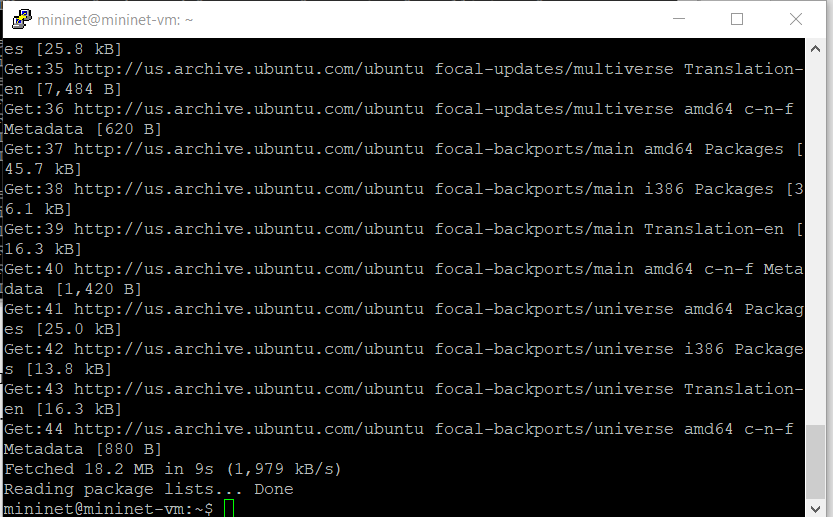 mininet@mininet-vm: ~
es [25.8 kB]
Get:35 http://us.archive.ubuntu.com/ubuntu focal-updates/multiverse Translation-
en [7,484 B]
Get:36 http://us.archive.ubuntu.com/ubuntu focal-updates/multiverse amd64 c-n-f
Metadata [620 B]
Get:37 http://us.archive.ubuntu.com/ubuntu focal-backports/main amd64 Packages [
45.7 kB]
Get:38 http://us.archive.ubuntu.com/ubuntu focal-backports/main i386 Packages [3
6.1 kB]
Get:39 http://us.archive.ubuntu.com/ubuntu focal-backports/main Translation-en [
16.3 kB]
Get:40 http://us.archive.ubuntu.com/ubuntu focal-backports/main amd64 c-n-f Meta
data [1,420 B]
Get:41 http://us.archive.ubuntu.com/ubuntu focal-backports/universe amd64 Packag
es [25.0 kB]
Get:42 http://us.archive.ubuntu.com/ubuntu focal-backports/universe i386 Package
s [13.8 kB]
Get:43 http://us.archive.ubuntu.com/ubuntu focal-backports/universe Translation-
en [16.3 kB]
Get:44 http://us.archive.ubuntu.com/ubuntu focal-backports/universe amd64 c-n-f
Metadata [880 B]
Fetched 18.2 MB in 9s (1,979 kB/s)
Reading package lists... Done
mininet@mininet-vm:~$